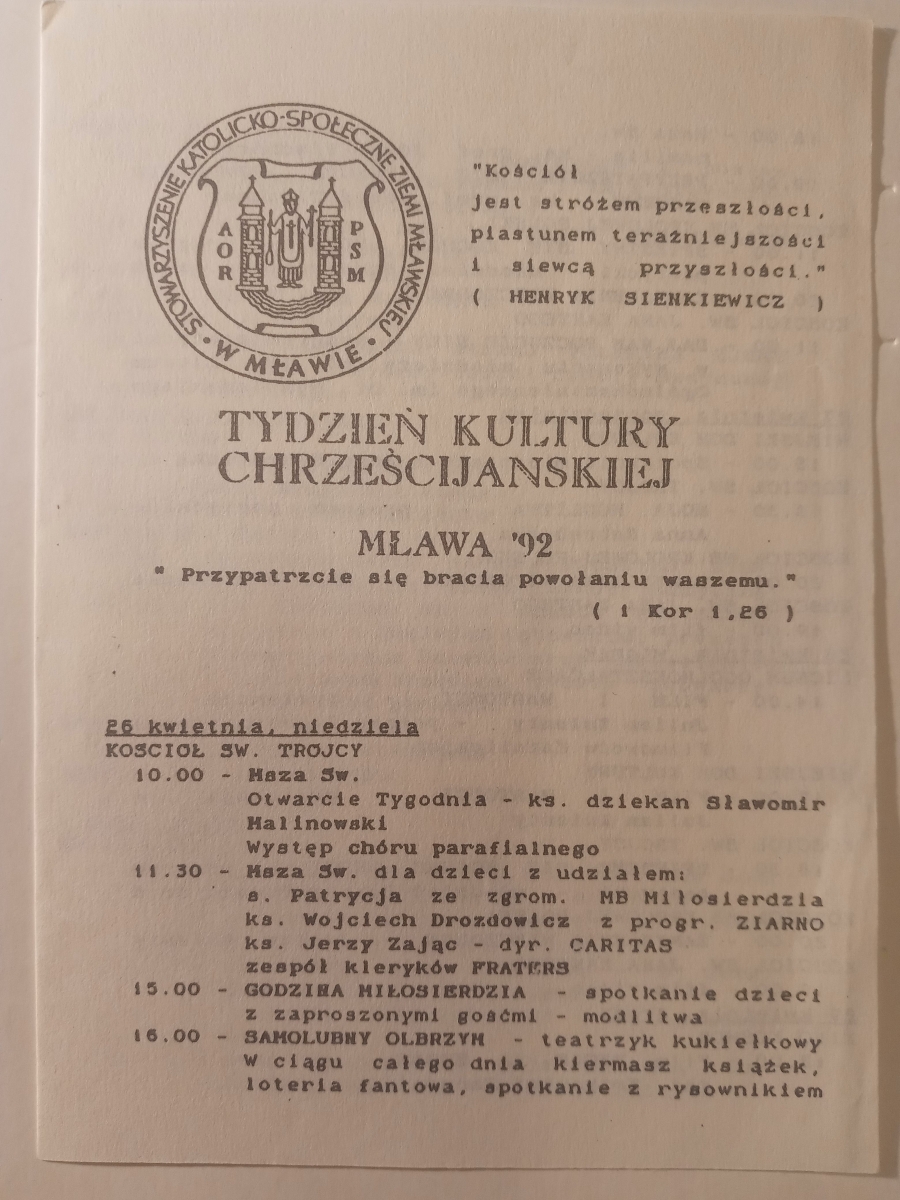 STOWARZYSZENIE KATOLICKO-SPOŁECZNE ZIEMI MŁAWSKIEJ
• W MŁAWIE •
AOR
PSM
"Kościół
jest stróżem przeszłości,
piastunem teraźniejszości
i siewcą przyszłości."
( HENRYK SIENKIEWICZ )
TYDZIEŃ KULTURY
CHRZEŚCIJANSKIEJ
MŁAWA '92
" Przypatrzcie się bracia powołaniu waszemu."
( 1 Kor 1,26 )
26 kwietnia, niedziela
KOSCIOŁ SW. TROJCY
10.00 - Msza Sw.
Otwarcie Tygodnia - ks. dziekan Sławomir
Malinowski
Występ chóru parafialnego
11.30 - Msza Sw. dla dzieci z udziałem:
s. Patrycja ze zgrom. MB Miłosierdzia
ks. Wojciech Drozdowicz z progr. ZIARNO
ks. Jerzy Zając - dyr. CARITAS
zespół kleryków FRATERS
15.00 - GODZINA MIŁOSIERDZIA - spotkanie dzieci
z zaproszonymi gośćmi - modlitwa
16.00 - SAMOLUBNY OLBRZYM - teatrzyk kukiełkowy
W ciągu całego dnia kiermasz książek,
loteria fantowa, spotkanie z rysownikiem